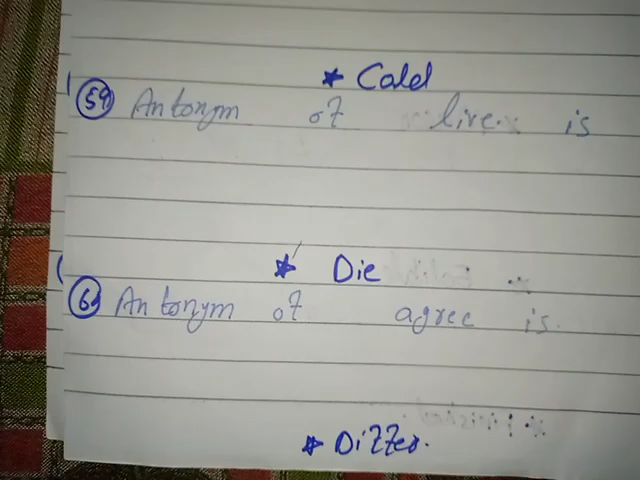 * Cold
59 Antonym of live is
* Die
60 Antonym of agree is
* Differ.